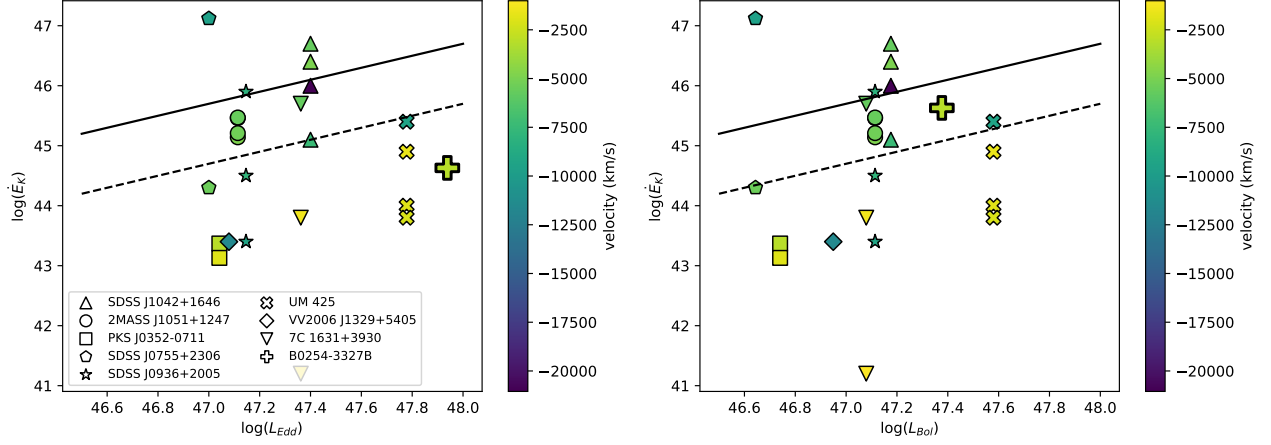 47
46
45
44
43
42
41
log(Ė_K)
46.6 46.8 47.0 47.2 47.4 47.6 47.8 48.0
log(L_Edd)
SDSS J1042+1646
2MASS J1051+1247
PKS J0352-0711
SDSS J0755+2306
SDSS J0936+2005
UM 425
VV2006 J1329+5405
7C 1631+3930
B0254-3327B
−2500
−5000
−7500
−10000
−12500
−15000
−17500
−20000
velocity (km/s)
47
46
45
44
43
42
41
log(Ė_K)
46.6 46.8 47.0 47.2 47.4 47.6 47.8 48.0
log(L_Bol)
−2500
−5000
−7500
−10000
−12500
−15000
−17500
−20000
velocity (km/s)